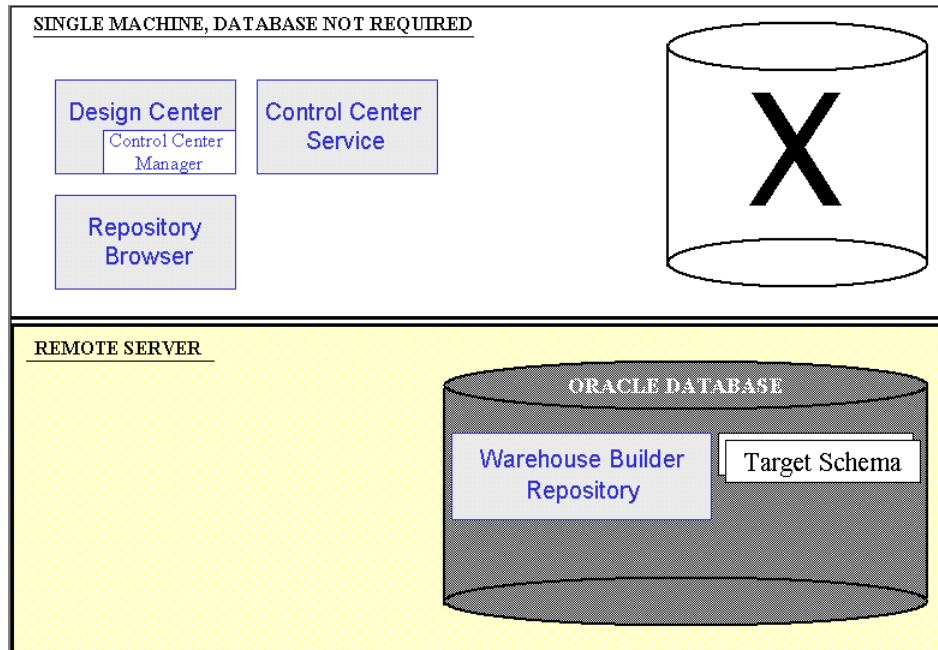 SINGLE MACHINE, DATABASE NOT REQUIRED
Design Center
Control Center
Manager
Control Center
Service
Repository
Browser
X
REMOTE SERVER
ORACLE DATABASE
Warehouse Builder
Repository
Target Schema